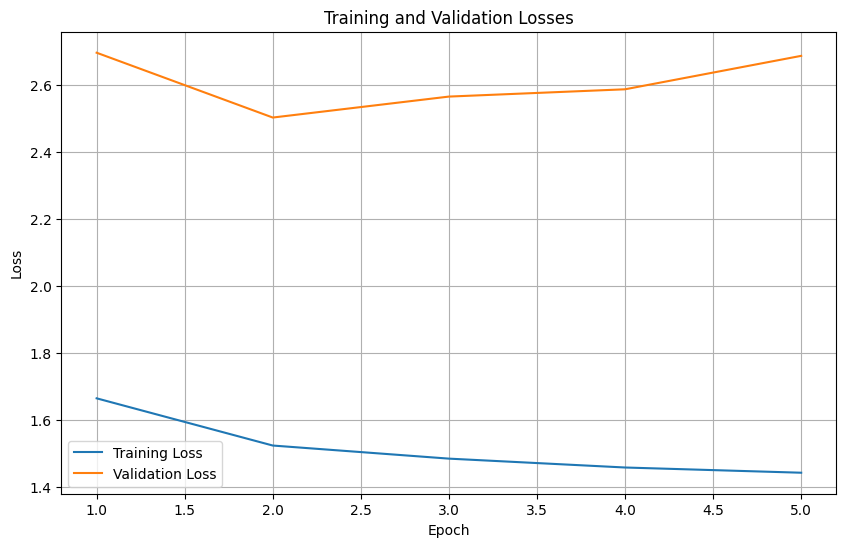 Training and Validation Losses
2.6
2.4
2.2
2.0
1.8
1.6
1.4
Loss
Training Loss
Validation Loss
1.0 1.5 2.0 2.5 3.0 3.5 4.0 4.5 5.0
Epoch